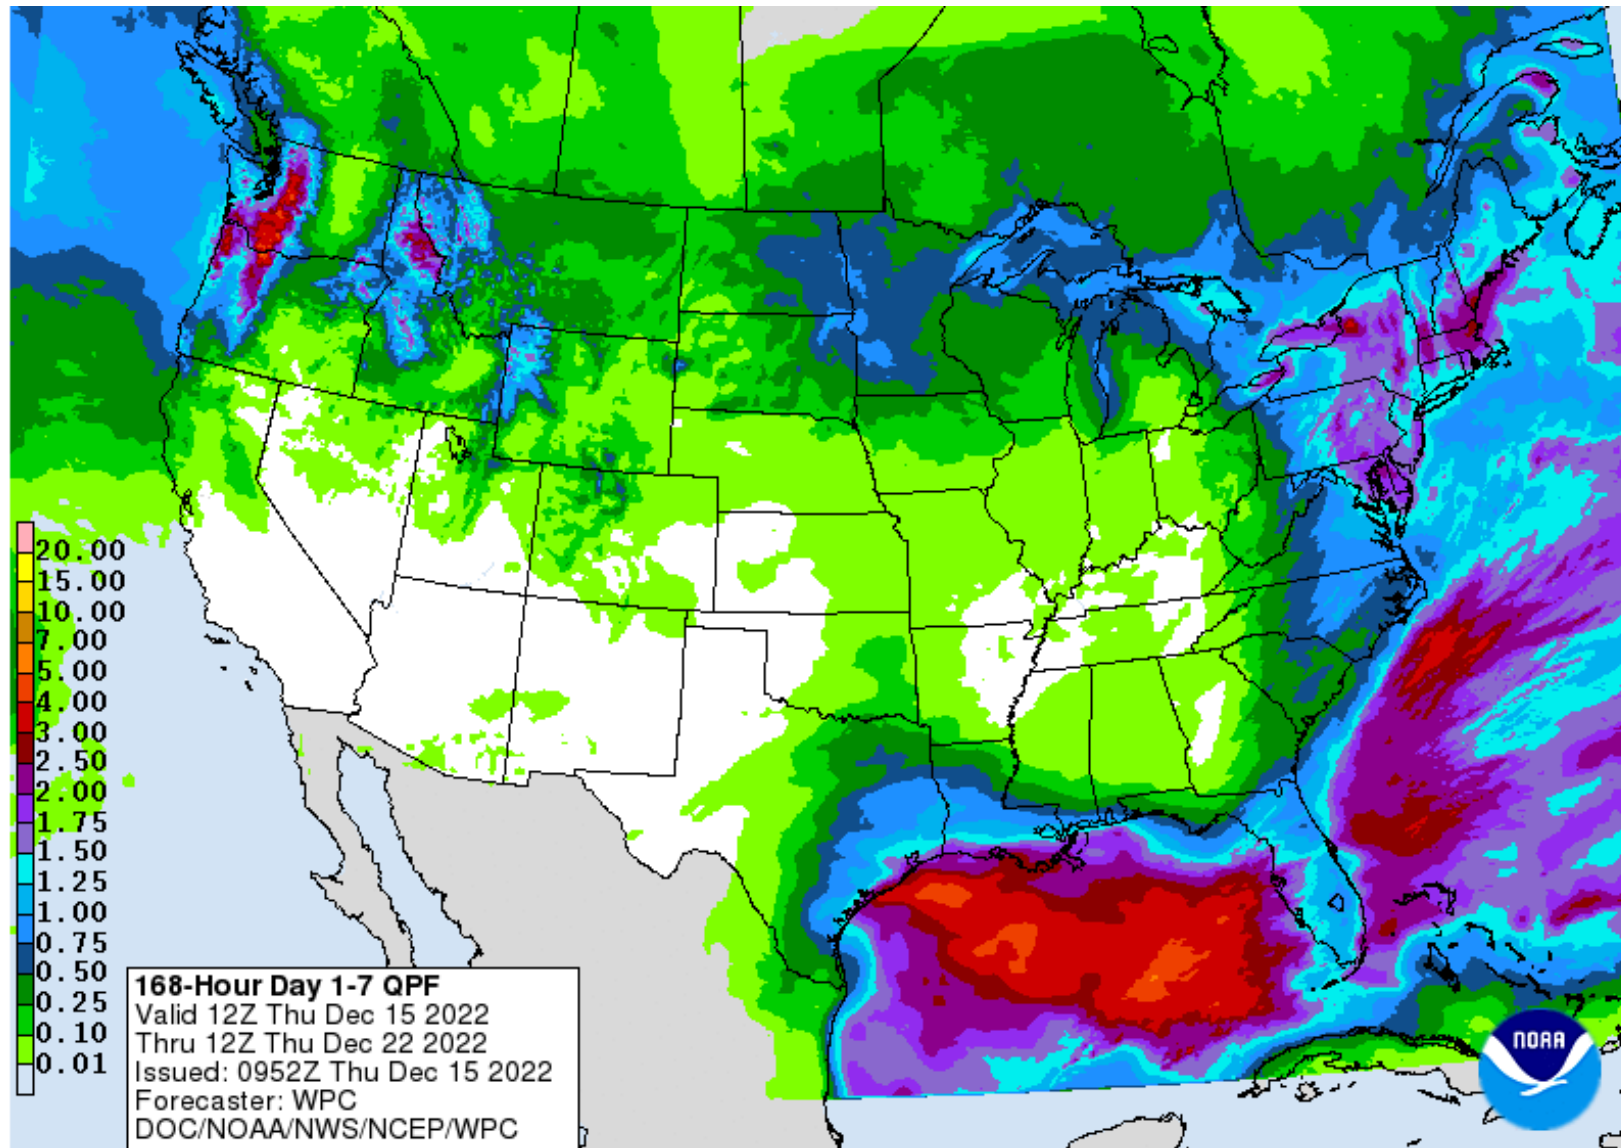 20.00
15.00
10.00
7.00
5.00
4.00
3.00
2.50
2.00
1.75
1.50
1.25
1.00
0.75
0.50
0.25
0.10
0.01
168-Hour Day 1-7 QPF
Valid 12Z Thu Dec 15 2022
Thru 12Z Thu Dec 22 2022
Issued: 0952Z Thu Dec 15 2022
Forecaster: WPC
DOC/NOAA/NWS/NCEP/WPC
NOAA